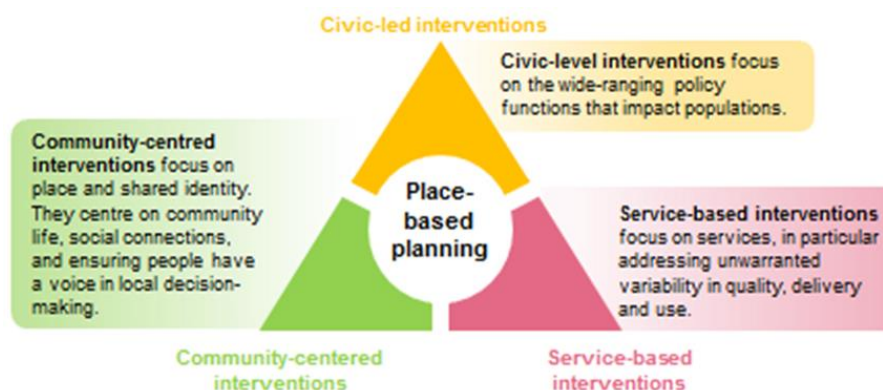 Civic-led interventions
Civic-level interventions focus
on the wide-ranging policy
functions that impact populations.
Community-centred
interventions focus on
place and shared identity.
They centre on community
life, social connections,
and ensuring people have
a voice in local decision-
making.
Place-
based
planning
Service-based interventions
focus on services, in particular
addressing unwarranted
variability in quality, delivery
and use.
Community-centered
interventions
Service-based
interventions